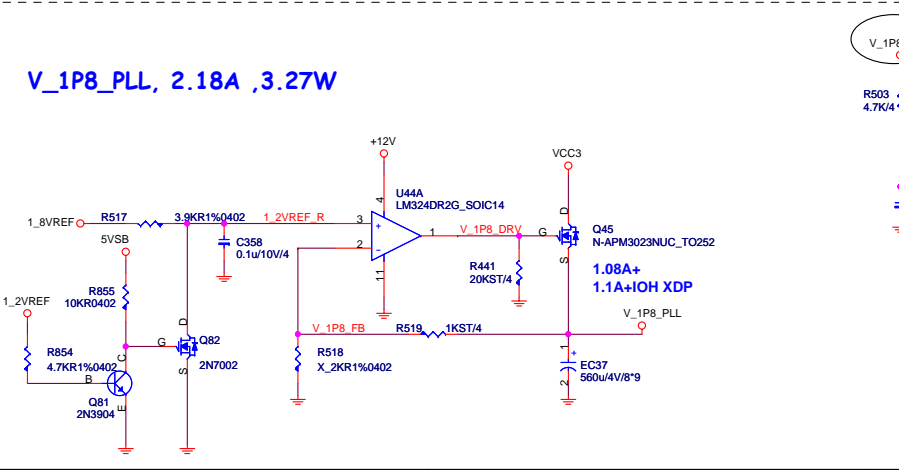 V_1P8_PLL, 2.18A ,3.27W
V_1P8
R503
4.7K/4
+12V
VCC3
U44A
LM324DR2G_SOIC14
4
1_8VREF
R517
3.9KR1%0402
1_2VREF_R
3
+
1
V_1P8_DRV
G
D
S
Q45
N-APM3023NUC_TO252
5VSB
C358
0.1u/10V/4
2
-
11
R441
20KST/4
1.08A+
1.1A+IOH XDP
R855
10KR0402
1_2VREF
V_1P8_PLL
D
G
S
Q82
2N7002
V_1P8_FB
R519
1KST/4
R854
4.7KR1%0402
C
B
E
Q81
2N3904
R518
X_2KR1%0402
1
+
2
EC37
560u/4V/8*9